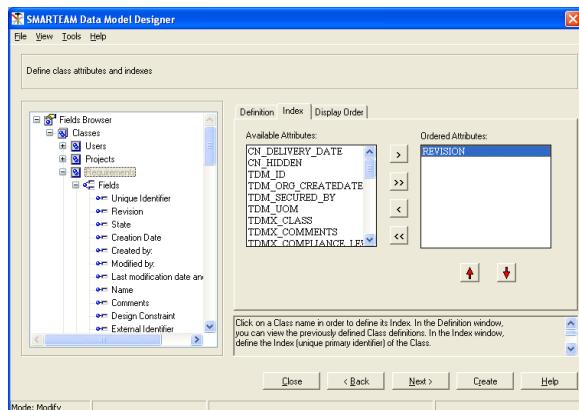 SMARTEAM Data Model Designer
File View Tools Help
Define class attributes and indexes
Fields Browser
Classes
Users
Projects
Requirements
Fields
Unique Identifier
Revision
State
Creation Date
Created by:
Modified by:
Last modification date an
Name
Comments
Design Constraint
External Identifier
Definition Index Display Order
Available Attributes:
CN_DELIVERY_DATE
CN_HIDDEN
TDM_ID
TDM_ORG_CREATEDATE
TDM_SECURED_BY
TDM_UOM
TDMX_CLASS
TDMX_COMMENTS
TDMX_COMPLIANCE_LEV
>
>>
<
<<
Ordered Attributes:
REVISION
Click on a Class name in order to define its Index. In the Definition window,
you can view the previously defined Class definitions. In the Index window,
define the Index (unique primary identifier) of the Class.
Close < Back Next > Create Help
Mode: Modify